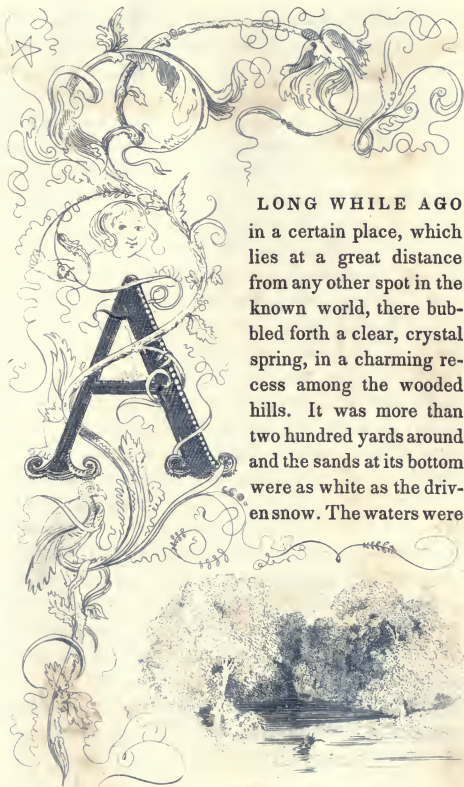 A LONG WHILE AGO
in a certain place, which
lies at a great distance
from any other spot in the
known world, there bub-
bled forth a clear, crystal
spring, in a charming re-
cess among the wooded
hills. It was more than
two hundred yards around
and the sands at its bottom
were as white as the driv-
en snow. The waters were